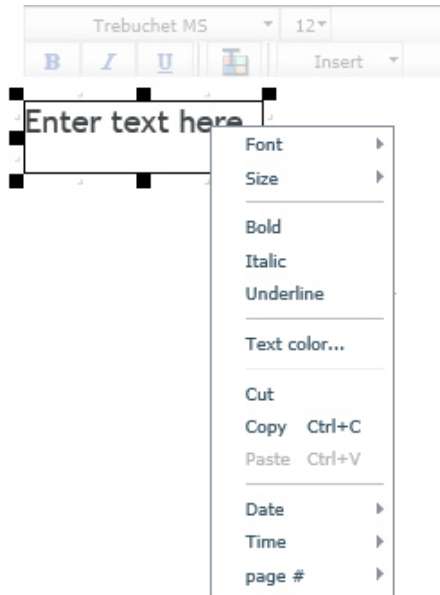 Trebuchet MS 12
B I U Insert
Enter text here
Font
Size
Bold
Italic
Underline
Text color...
Cut
Copy Ctrl+C
Paste Ctrl+V
Date
Time
page #